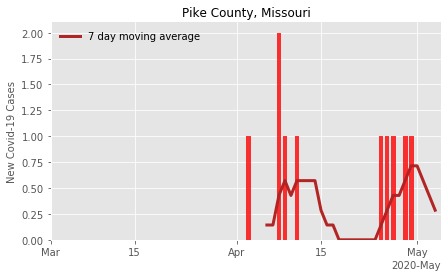 Pike County, Missouri
7 day moving average
New Covid-19 Cases
2.00
1.75
1.50
1.25
1.00
0.75
0.50
0.25
0.00
Mar
15
Apr
15
May
2020-May